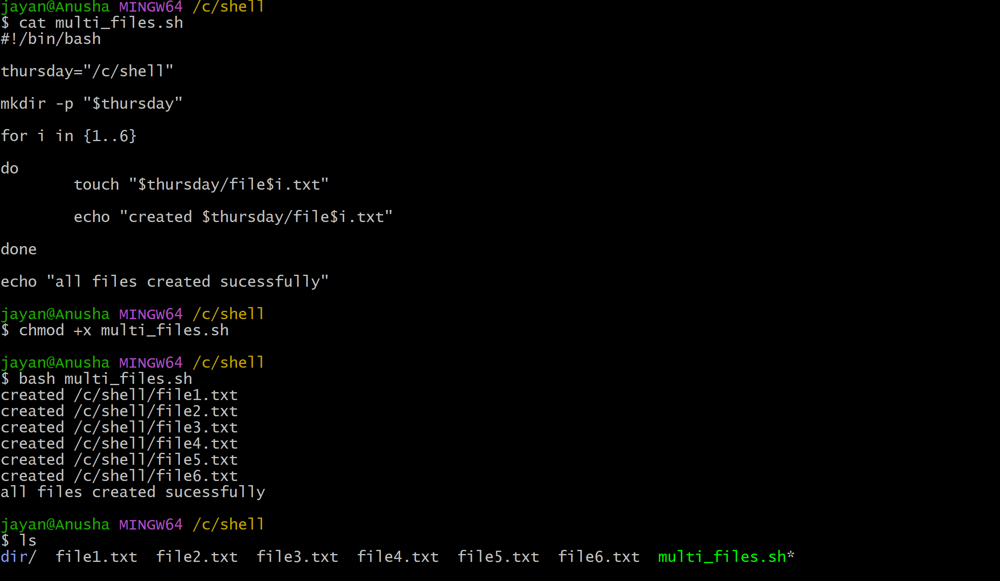 jayan@Anusha MINGW64 /c/shell
$ cat multi_files.sh
#!/bin/bash
thursday="/c/shell"
mkdir -p "$thursday"
for i in {1..6}
do
        touch "$thursday/file$i.txt"
        echo "created $thursday/file$i.txt"
done
echo "all files created sucessfully"
jayan@Anusha MINGW64 /c/shell
$ chmod +x multi_files.sh
jayan@Anusha MINGW64 /c/shell
$ bash multi_files.sh
created /c/shell/file1.txt
created /c/shell/file2.txt
created /c/shell/file3.txt
created /c/shell/file4.txt
created /c/shell/file5.txt
created /c/shell/file6.txt
all files created sucessfully
jayan@Anusha MINGW64 /c/shell
$ ls
dir/  file1.txt  file2.txt  file3.txt  file4.txt  file5.txt  file6.txt  multi_files.sh*